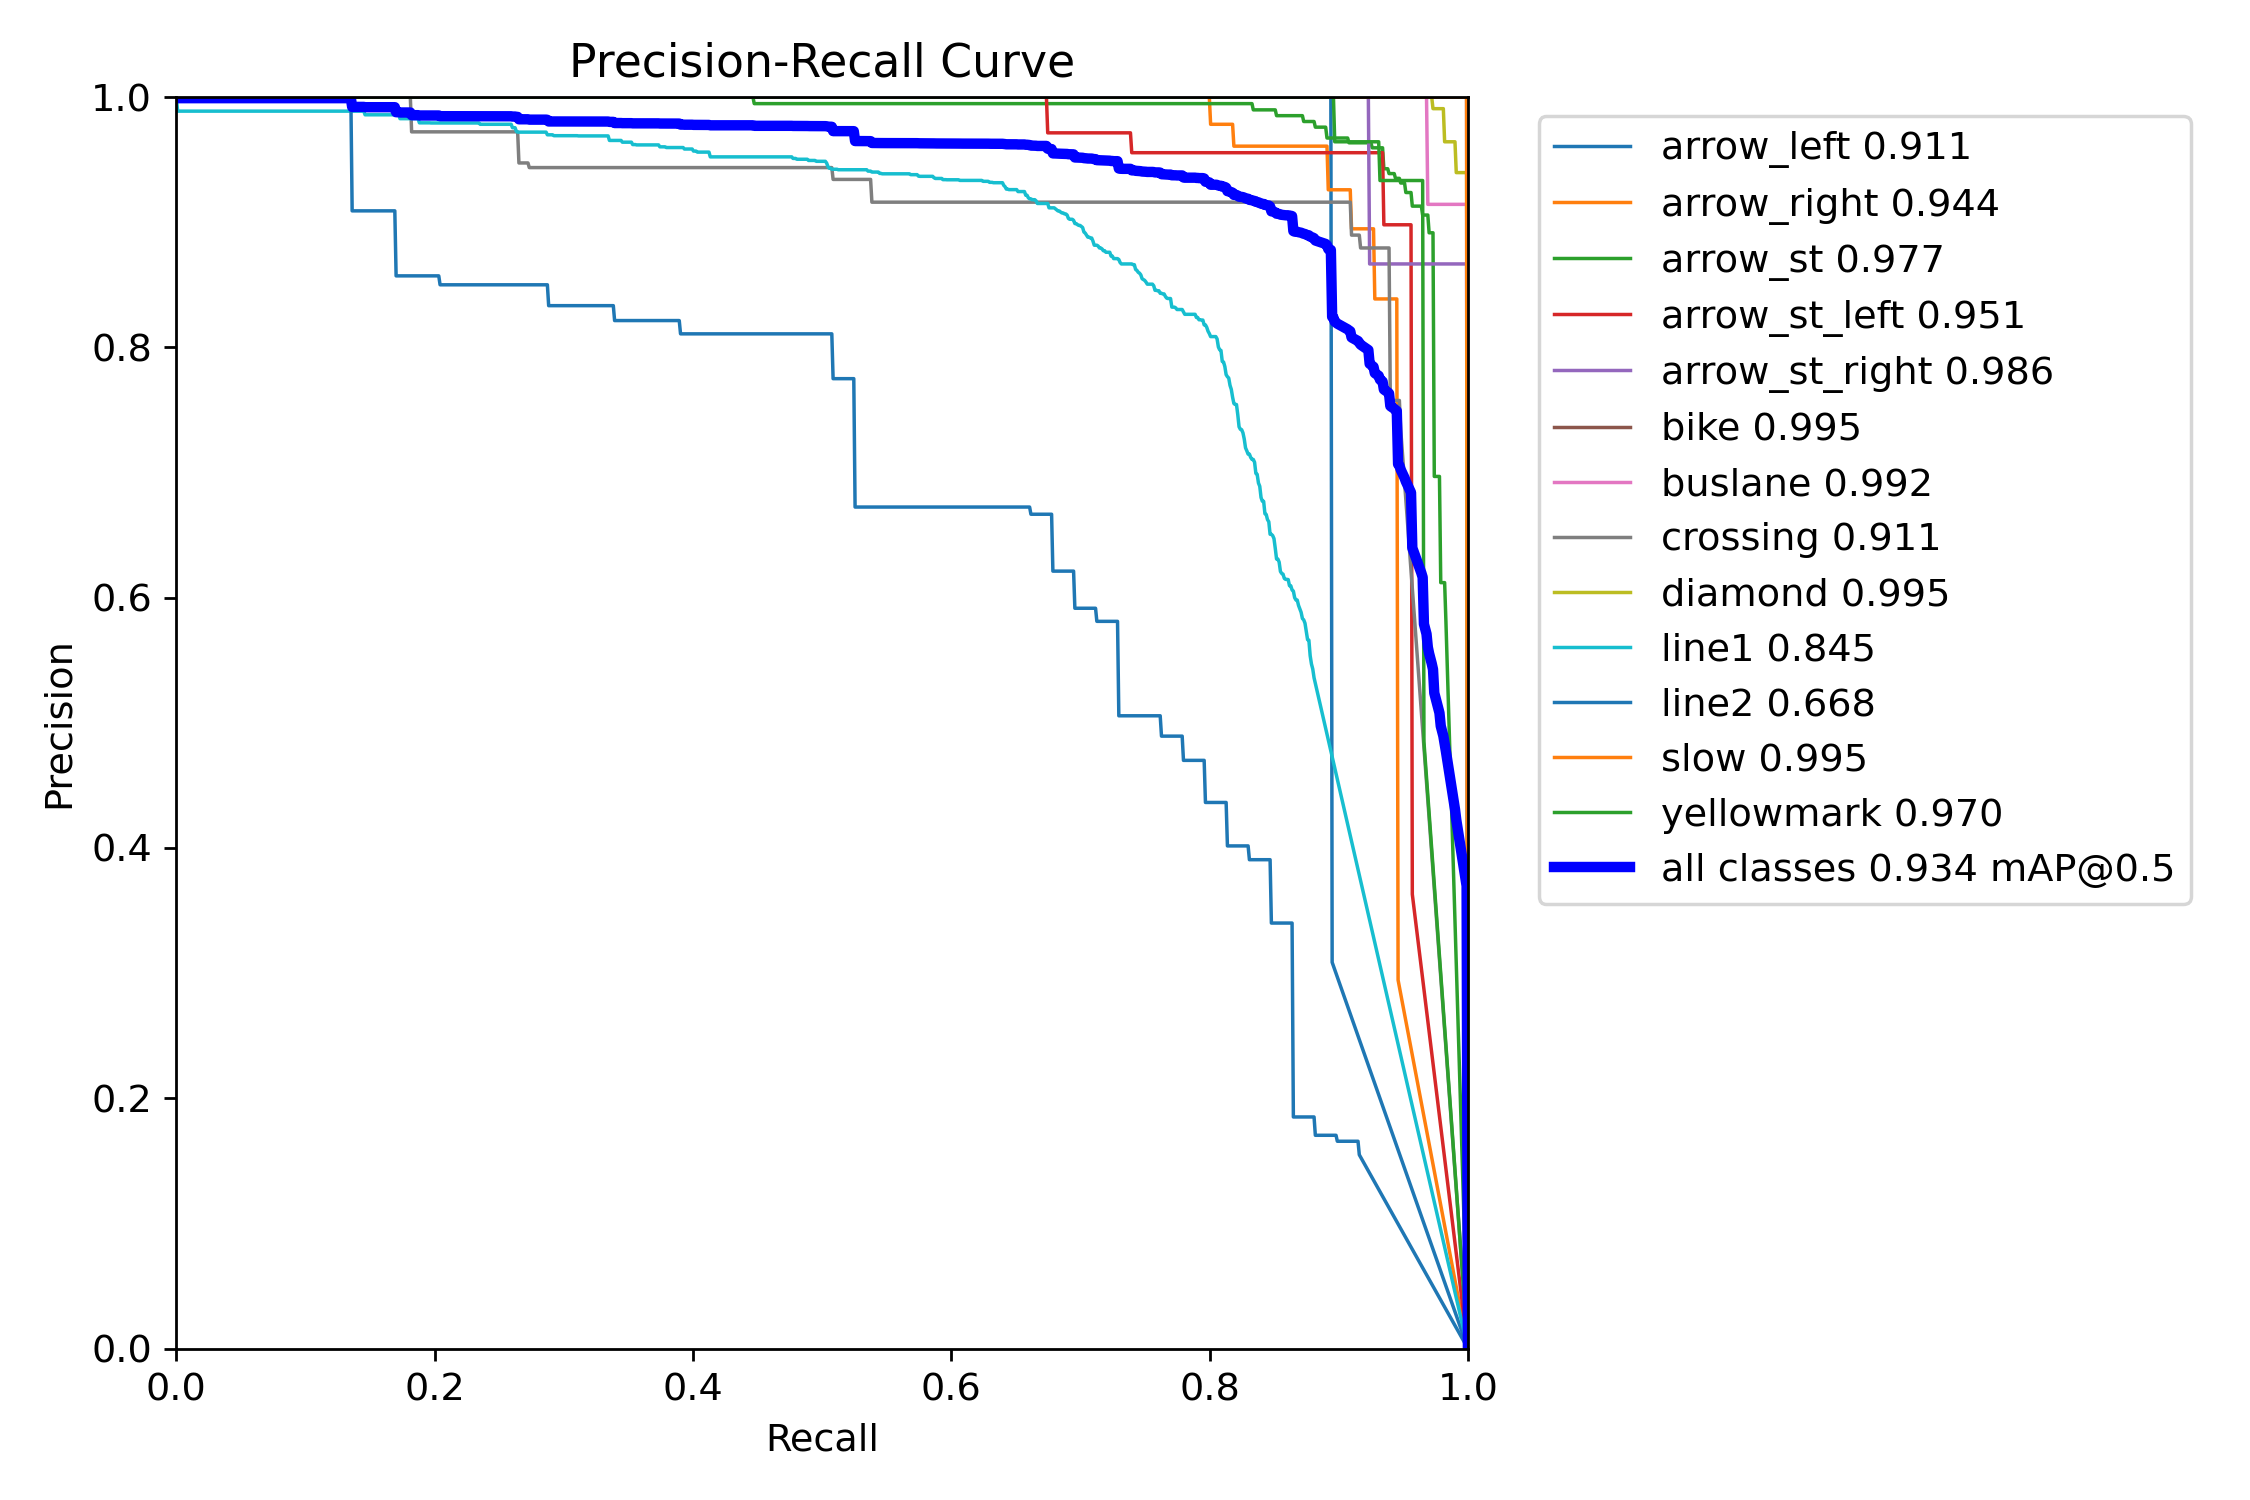 Precision-Recall Curve
1.0
0.8
0.6
0.4
0.2
0.0
Precision
0.0 0.2 0.4 0.6 0.8 1.0
Recall
arrow_left 0.911
arrow_right 0.944
arrow_st 0.977
arrow_st_left 0.951
arrow_st_right 0.986
bike 0.995
buslane 0.992
crossing 0.911
diamond 0.995
line1 0.845
line2 0.668
slow 0.995
yellowmark 0.970
all classes 0.934 mAP@0.5